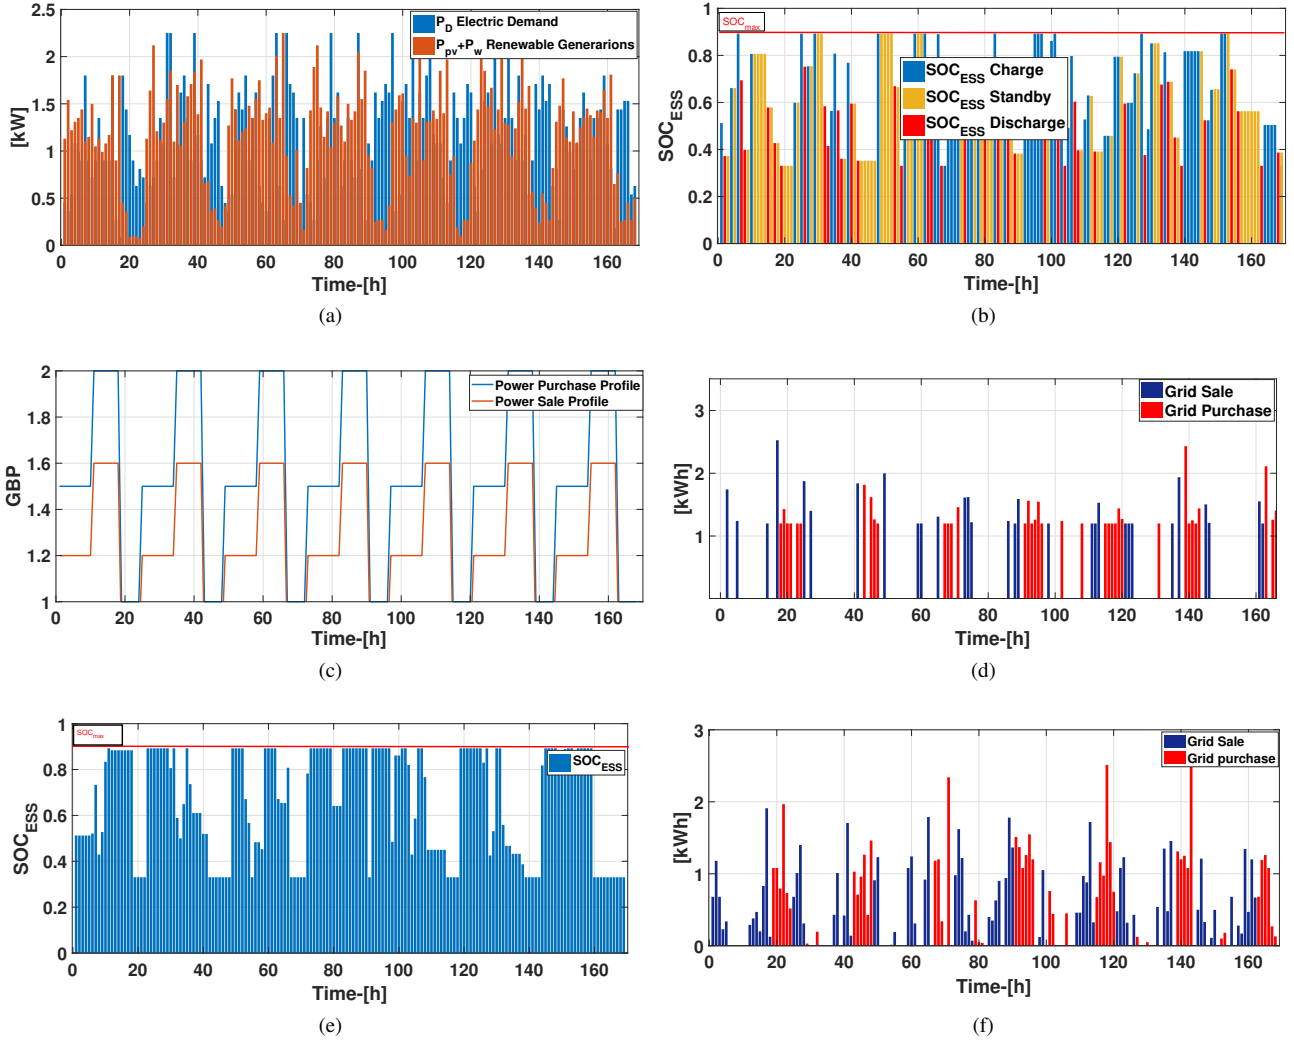 P_D Electric Demand
P_pv+P_w Renewable Generarions
2.5
2
1.5
1
0.5
0
[kW]
0 20 40 60 80 100 120 140 160
Time-[h]
(a)
SOC_max
SOC_ESS Charge
SOC_ESS Standby
SOC_ESS Discharge
1
0.8
0.6
0.4
0.2
0
SOC_ESS
0 20 40 60 80 100 120 140 160
Time-[h]
(b)
Power Purchase Profile
Power Sale Profile
2
1.6
1.2
1
GBP
0 20 40 60 80 100 120 140 160
Time-[h]
(c)
Grid Sale
Grid Purchase
3
2
1
[kWh]
0 20 40 60 80 100 120 140 160
Time-[h]
(d)
SOC_max
SOC_ESS
1
0.8
0.6
0.4
0.2
0
SOC_ESS
0 20 40 60 80 100 120 140 160
Time-[h]
(e)
Grid Sale
Grid purchase
3
2
1
0
[kWh]
0 20 40 60 80 100 120 140 160
Time-[h]
(f)